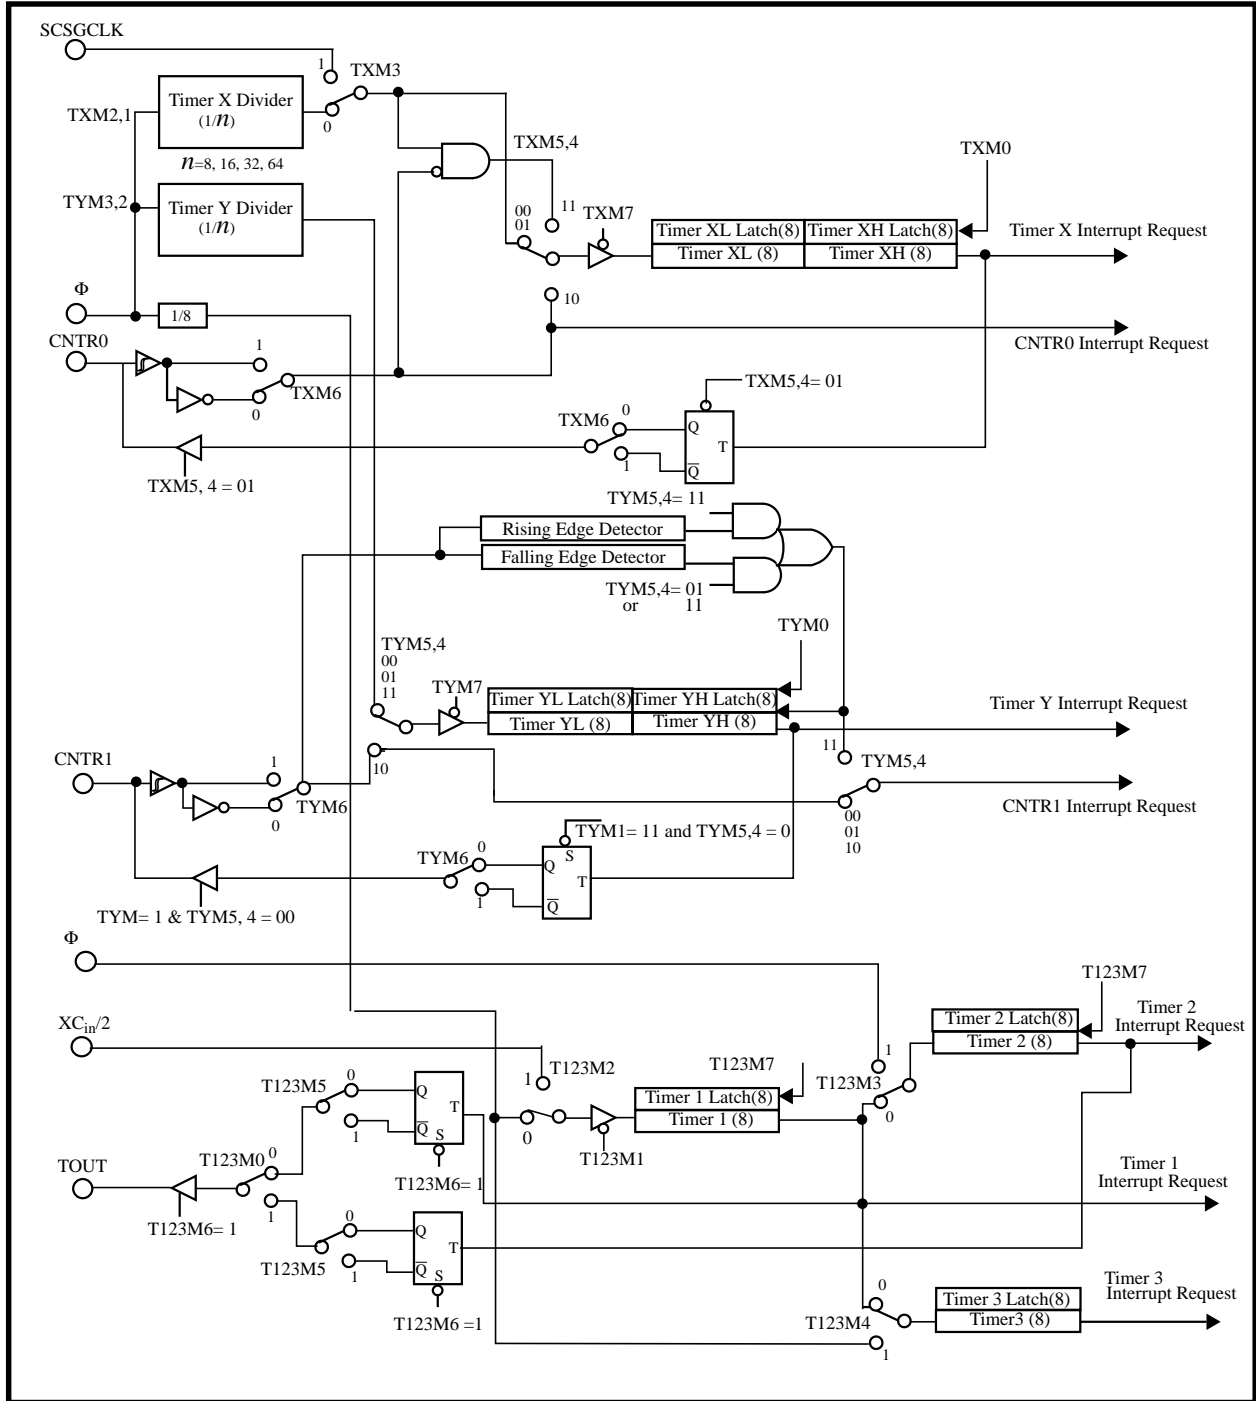 SCSGCLK
1
TXM3
Timer X Divider
(1/n)
TXM2,1
0
n=8, 16, 32, 64
TXM5,4
TXM0
TYM3,2
Timer Y Divider
(1/n)
00
01
11
TXM7
Timer XL Latch(8)
Timer XH Latch(8)
Timer XL (8)
Timer XH (8)
Timer X Interrupt Request
Φ
1/8
10
CNTR0
1
CNTR0 Interrupt Request
TXM6
0
TXM5,4= 01
TXM6
0
Q
T
1
Q
TXM5, 4 = 01
TYM5,4= 11
Rising Edge Detector
Falling Edge Detector
TYM5,4= 01
or 11
TYM0
TYM5,4
00
01
11
TYM7
Timer YL Latch(8)
Timer YH Latch(8)
Timer YL (8)
Timer YH (8)
Timer Y Interrupt Request
11
TYM5,4
CNTR1
1
10
TYM6
0
CNTR1 Interrupt Request
00
01
10
TYM1= 11 and TYM5,4 = 0
TYM6
0
S
Q
T
1
Q
TYM= 1 & TYM5, 4 = 00
Φ
T123M7
Timer 2
Interrupt Request
Timer 2 Latch(8)
Timer 2 (8)
XCin/2
1
T123M2
T123M7
1
T123M3
0
T123M5
0
Q
T
1
Q
S
Timer 1 Latch(8)
Timer 1 (8)
0
T123M1
TOUT
T123M0
0
T123M6= 1
Timer 1
Interrupt Request
1
T123M6= 1
0
Q
T
T123M5
1
Q
S
T123M6 =1
0
T123M4
1
Timer 3 Latch(8)
Timer3 (8)
Timer 3
Interrupt Request